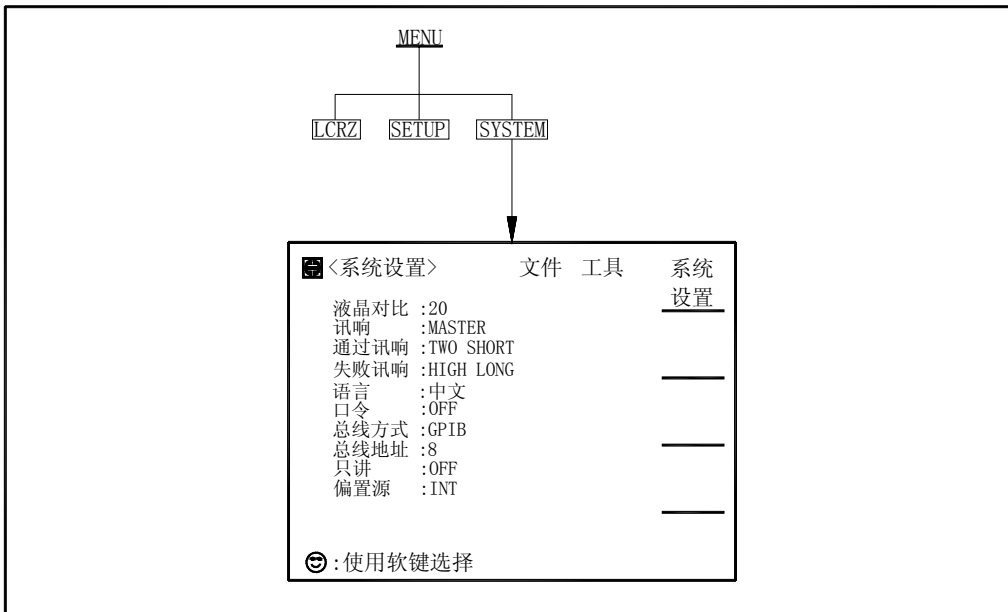 MENU
LCRZ SETUP SYSTEM
<系统设置> 文件 工具 系统
设置
液晶对比 :20
讯响 :MASTER
通过讯响 :TWO SHORT
失败讯响 :HIGH LONG
语言 :中文
口令 :OFF
总线方式 :GPIB
总线地址 :8
只讲 :OFF
偏置源 :INT
:使用软键选择